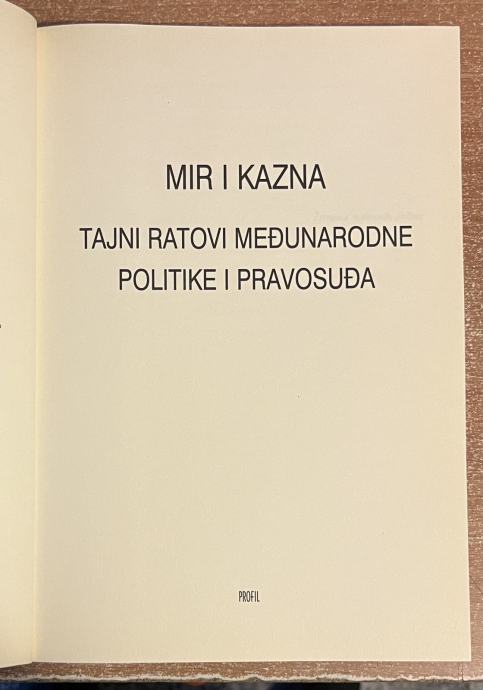 MIR I KAZNA
TAJNI RATOVI MEĐUNARODNE
POLITIKE I PRAVOSUĐA
PROFIL